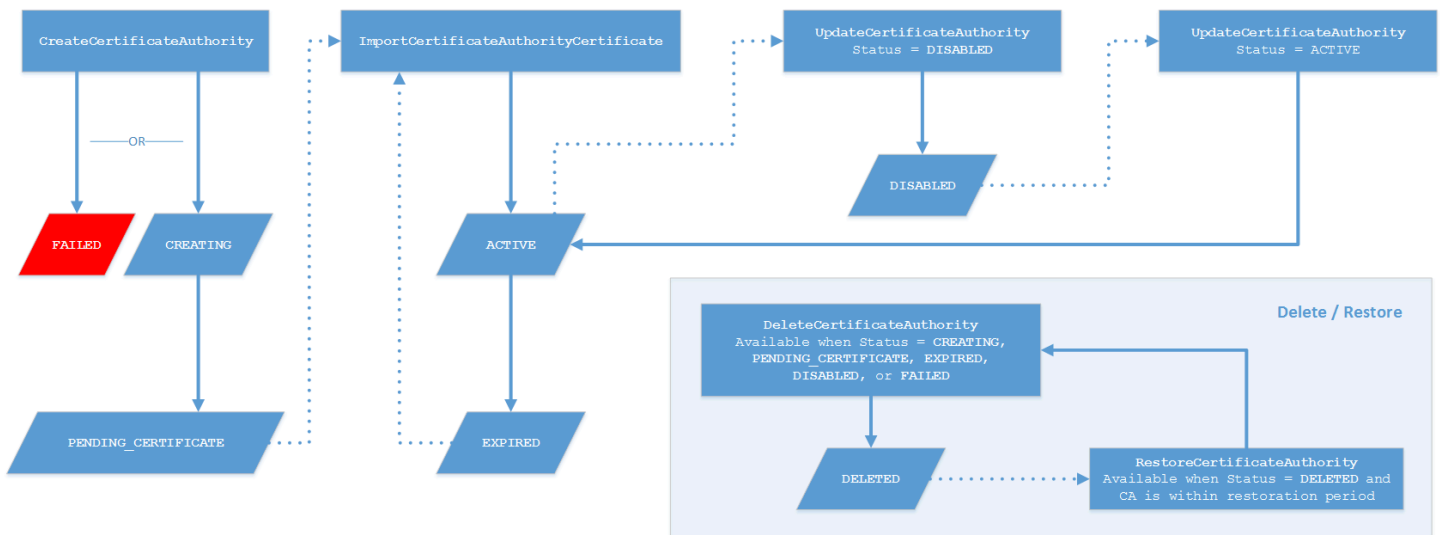 CreateCertificateAuthority
ImportCertificateAuthorityCertificate
UpdateCertificateAuthority
Status = DISABLED
UpdateCertificateAuthority
Status = ACTIVE
OR
DISABLED
FAILED
CREATING
ACTIVE
Delete / Restore
DeleteCertificateAuthority
Available when Status = CREATING,
PENDING_CERTIFICATE, EXPIRED,
DISABLED, or FAILED
PENDING_CERTIFICATE
EXPIRED
DELETED
RestoreCertificateAuthority
Available when Status = DELETED and
CA is within restoration period